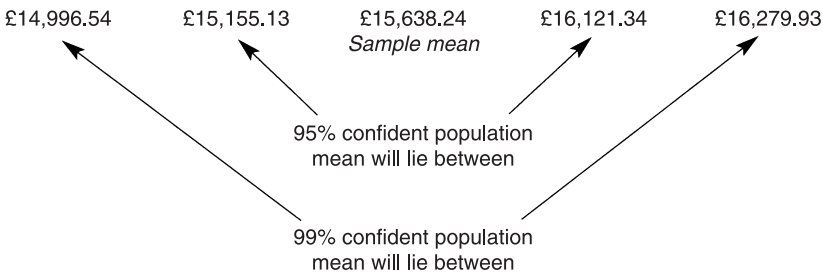 £14,996.54 £15,155.13 £15,638.24 £16,121.34 £16,279.93
Sample mean
95% confident population
mean will lie between
99% confident population
mean will lie between